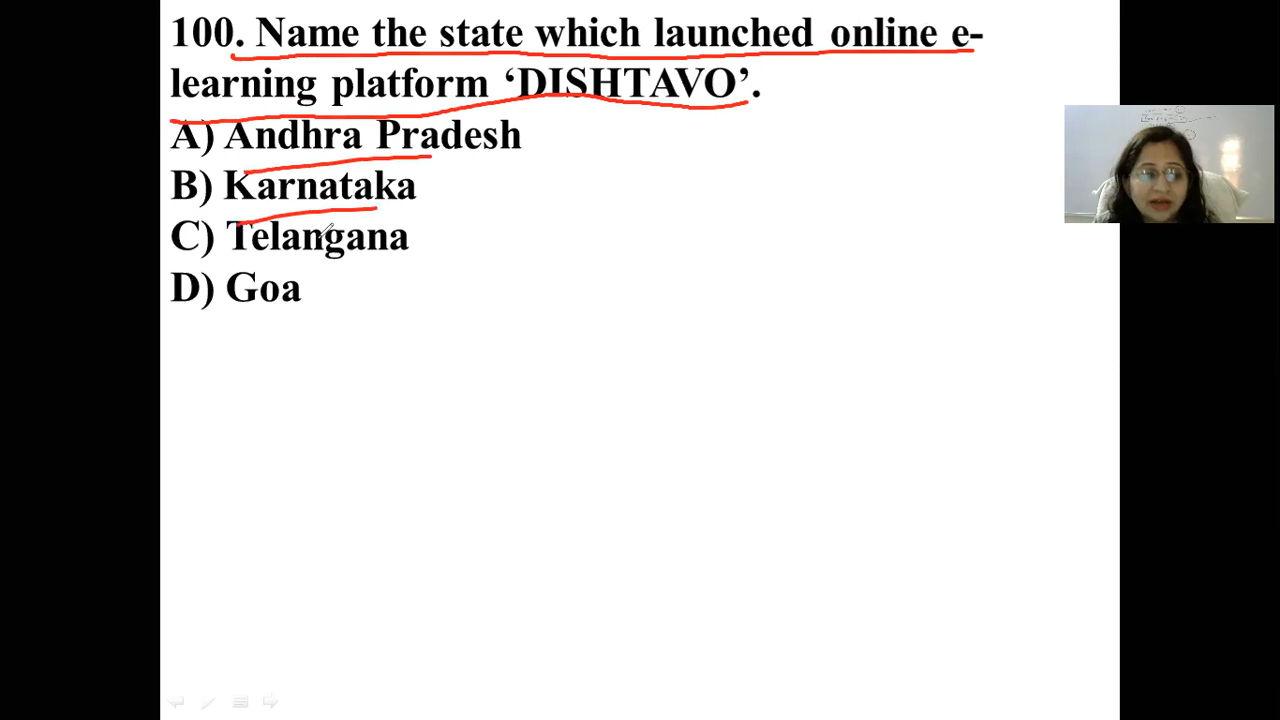 100. Name the state which launched online e-
learning platform ‘DISHTAVO’.
A) Andhra Pradesh
B) Karnataka
C) Telangana
D) Goa